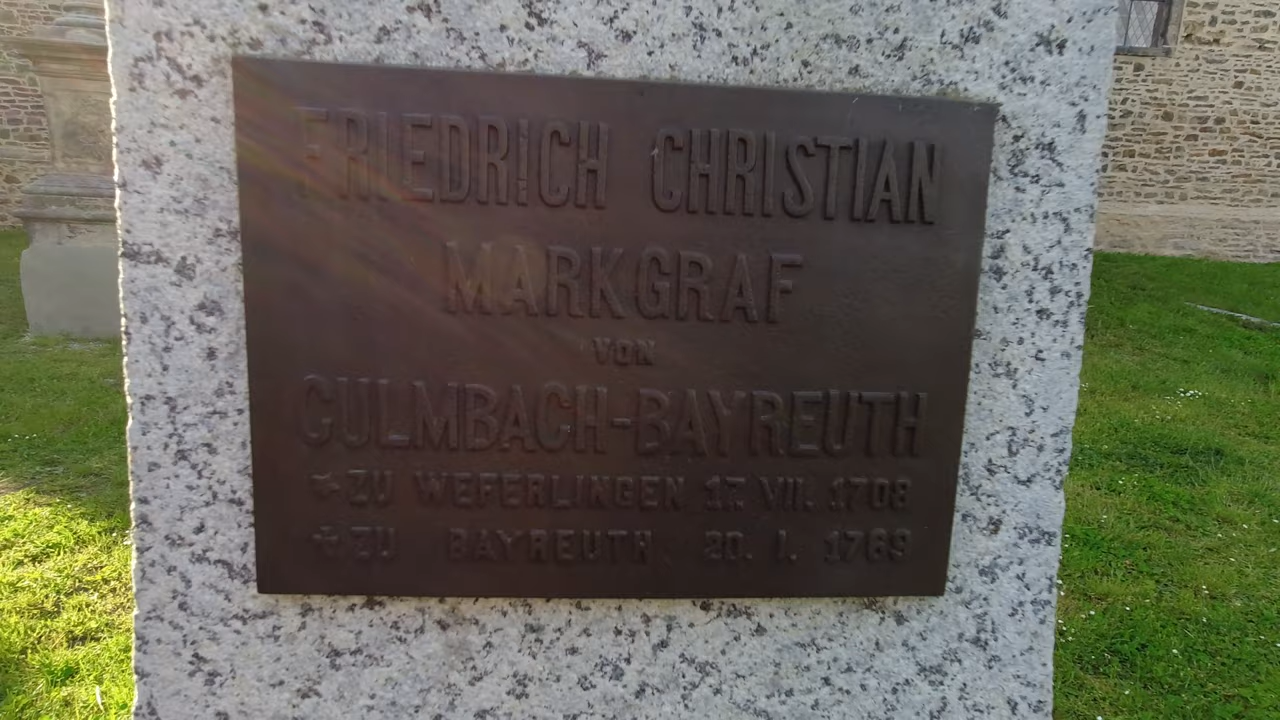 FRIEDRICH CHRISTIAN
MARKGRAF
VON
CULMBACH-BAYREUTH
* ZU WEFERLINGEN 17. VII. 1708
✠ ZU BAYREUTH 20. I. 1769